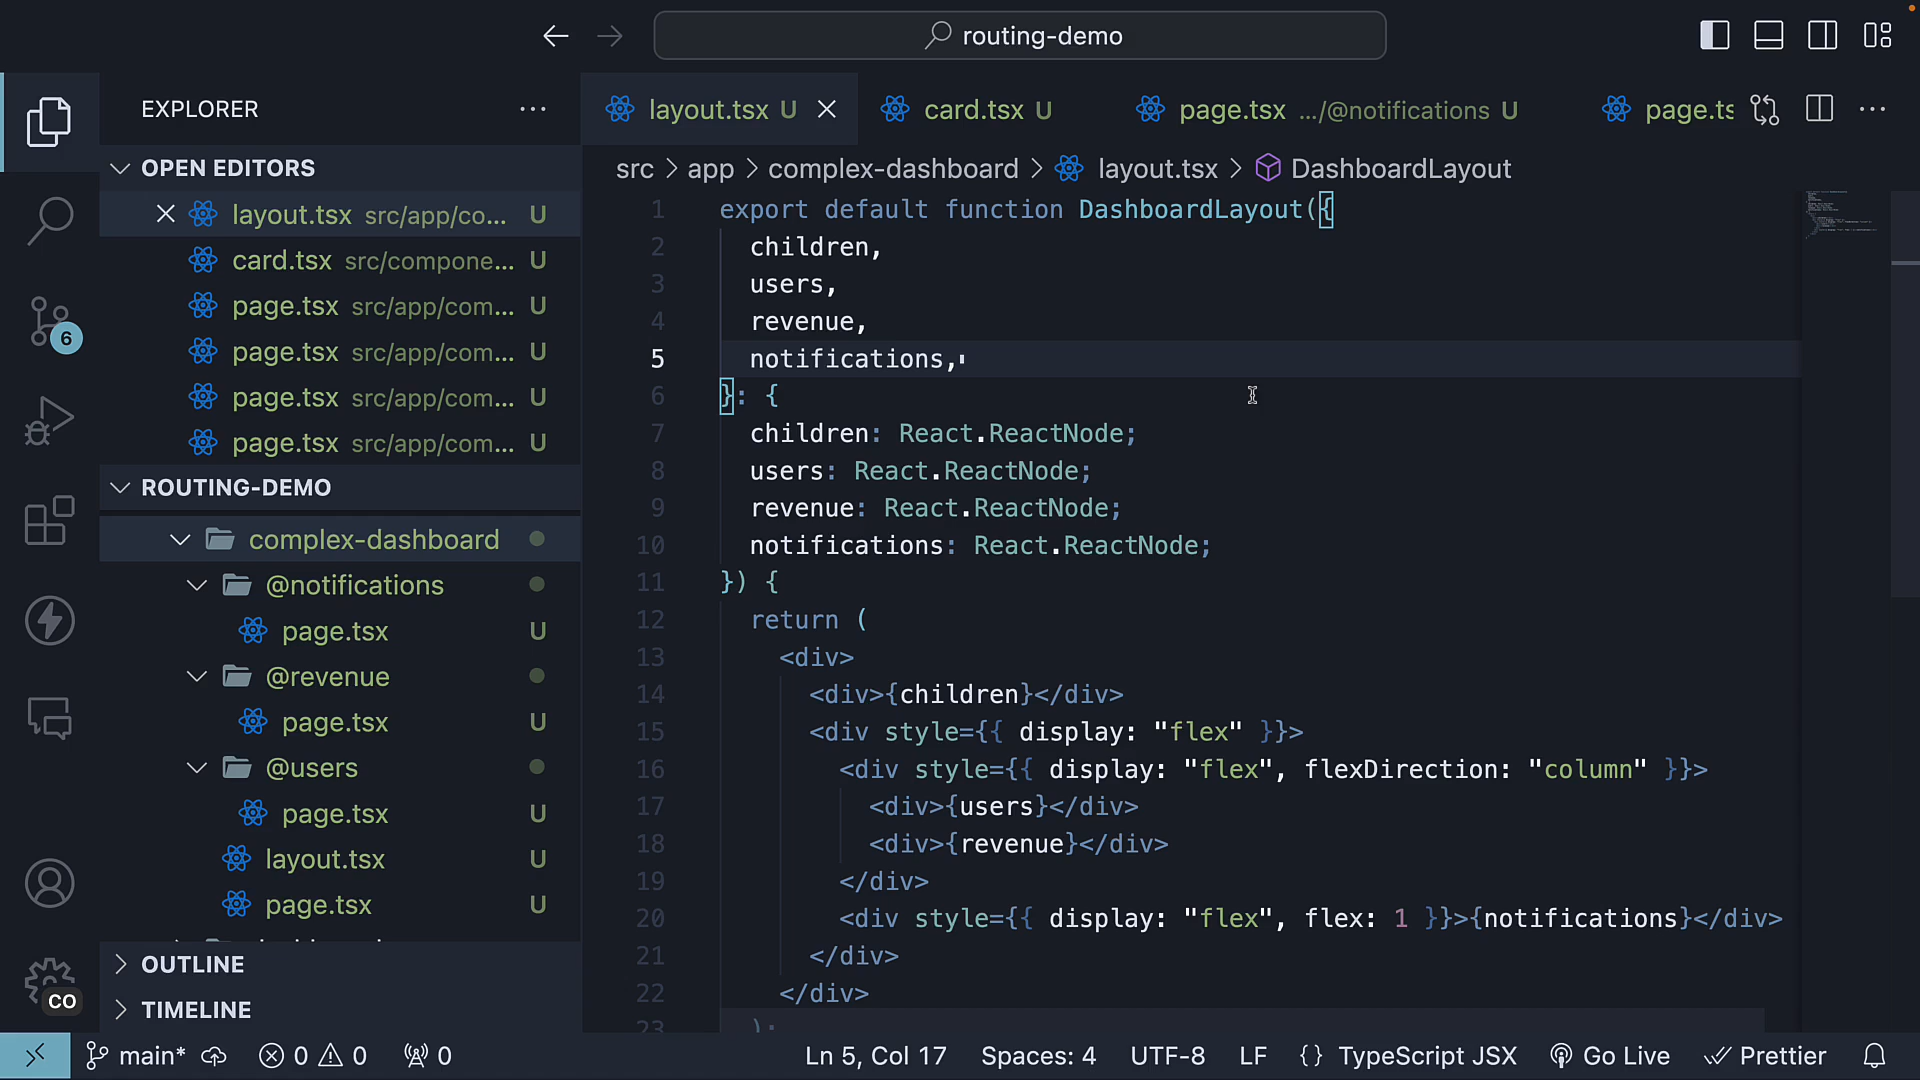 routing-demo
EXPLORER
layout.tsx U
card.tsx U
page.tsx .../@notifications U
page.ts
OPEN EDITORS
layout.tsx src/app/co... U
card.tsx src/compone... U
page.tsx src/app/com... U
page.tsx src/app/com... U
page.tsx src/app/com... U
page.tsx src/app/com... U
6
ROUTING-DEMO
complex-dashboard
@notifications
page.tsx U
@revenue
page.tsx U
@users
page.tsx U
layout.tsx U
page.tsx U
OUTLINE
TIMELINE
CO
src > app > complex-dashboard > layout.tsx > DashboardLayout
1 export default function DashboardLayout({
2 children,
3 users,
4 revenue,
5 notifications,
6 }: {
7 children: React.ReactNode;
8 users: React.ReactNode;
9 revenue: React.ReactNode;
10 notifications: React.ReactNode;
11 }) {
12 return (
13 <div>
14 <div>{children}</div>
15 <div style={{ display: "flex" }}>
16 <div style={{ display: "flex", flexDirection: "column" }}>
17 <div>{users}</div>
18 <div>{revenue}</div>
19 </div>
20 <div style={{ display: "flex", flex: 1 }}>{notifications}</div>
21 </div>
22 </div>
23 );
main* 0 0 0
Ln 5, Col 17 Spaces: 4 UTF-8 LF {} TypeScript JSX Go Live Prettier